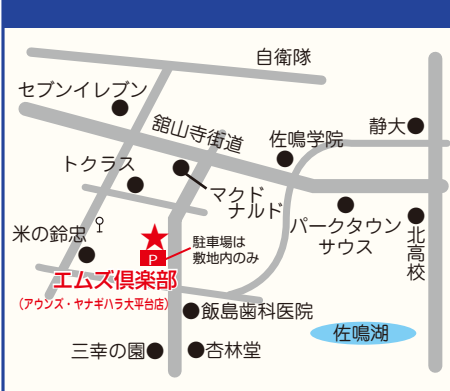 自衛隊
セブンイレブン
舘山寺街道
静大
佐鳴学院
トクラス
マクド
ナルド
パークタウン
サウス
北高校
米の鈴忠
駐車場は
敷地内のみ
P
エムズ倶楽部
（アウンズ・ヤナギハラ大平台店）
飯島歯科医院
佐鳴湖
三幸の園
杏林堂